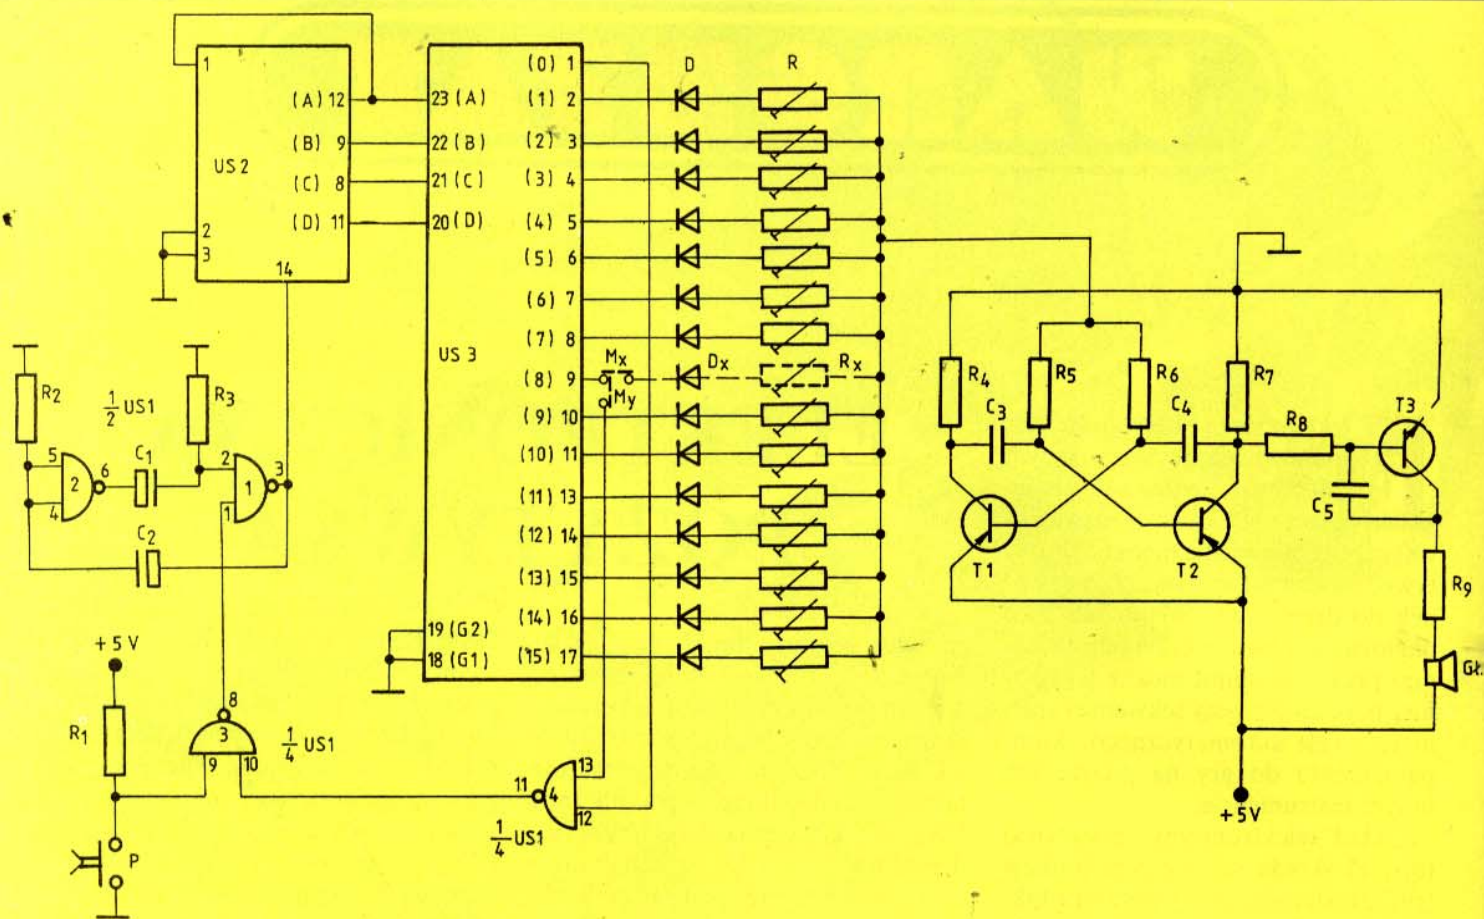 1
(A) 12
(B) 9
US 2
(C) 8
(D) 11
2
3
14
23 (A)
22 (B)
21 (C)
20 (D)
US 3
19 (G2)
18 (G1)
(0) 1
(1) 2
(2) 3
(3) 4
(4) 5
(5) 6
(6) 7
(7) 8
(8) 9
(9) 10
(10) 11
(11) 13
(12) 14
(13) 15
(14) 16
(15) 17
D
R
Mx
My
Dx
Rx
R2
1/2 US1
R3
5
4
2
6
C1
2
1
1
3
C2
+5V
R1
8
3
9
10
1/4 US1
P
11
4
13
12
1/4 US1
R4
C3
R5
R6
C4
R7
R8
T3
C5
T1
T2
R9
Gł.
+5V